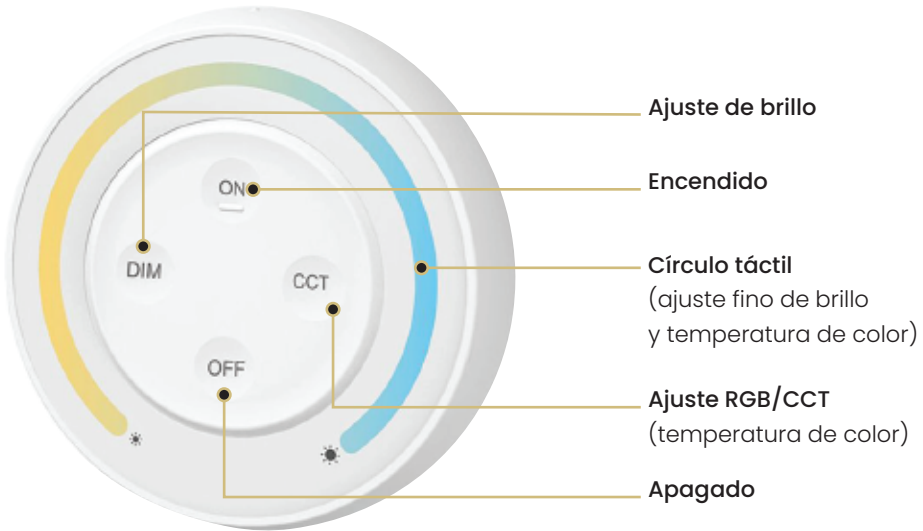 Ajuste de brillo
ON
Encendido
DIM
CCT
Círculo táctil
(ajuste fino de brillo
y temperatura de color)
OFF
Ajuste RGB/CCT
(temperatura de color)
Apagado